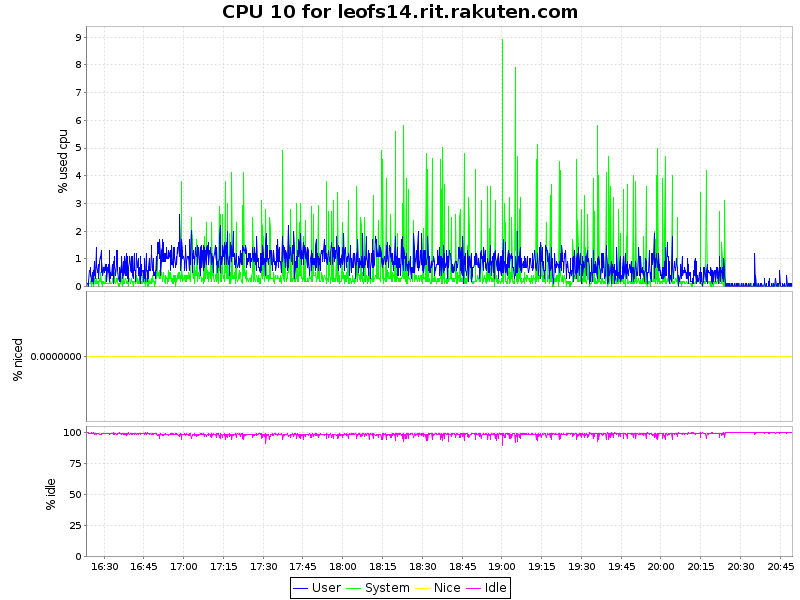 CPU 10 for leofs14.rit.rakuten.com
% used cpu
9
8
7
6
5
4
3
2
1
0
% niced
0.0000000
% idle
100
75
50
25
0
16:30 16:45 17:00 17:15 17:30 17:45 18:00 18:15 18:30 18:45 19:00 19:15 19:30 19:45 20:00 20:15 20:30 20:45
User System Nice Idle